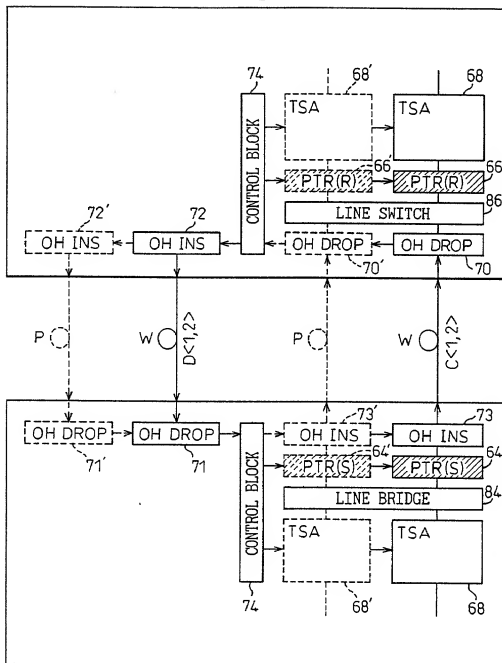 74
68'
68
TSA
TSA
CONTROL BLOCK
66'
PTR(R)
PTR(R)
66
LINE SWITCH
86
72'
72
OH INS
OH INS
OH DROP
OH DROP
70'
70
P
W
D<1,2>
P
W
C<1,2>
73'
73
OH DROP
OH DROP
OH INS
OH INS
71'
71
64'
PTR(S)
PTR(S)
64
CONTROL BLOCK
LINE BRIDGE
84
TSA
TSA
74
68'
68